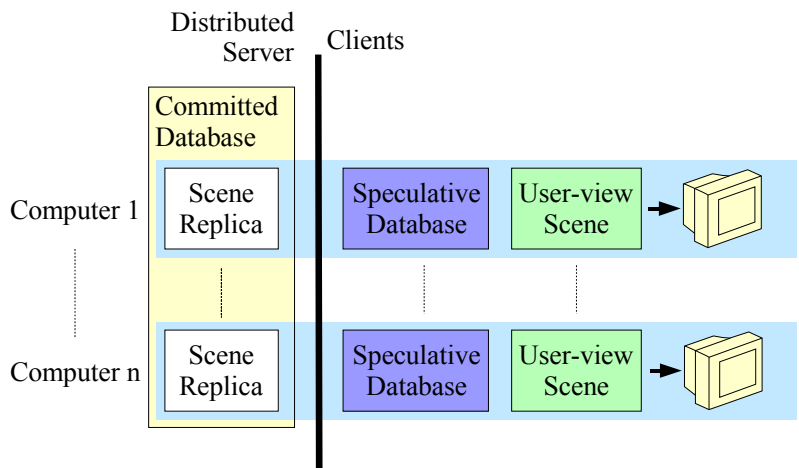 Distributed
Server
Clients
Committed
Database
Computer 1
Scene
Replica
Speculative
Database
User-view
Scene
Computer n
Scene
Replica
Speculative
Database
User-view
Scene